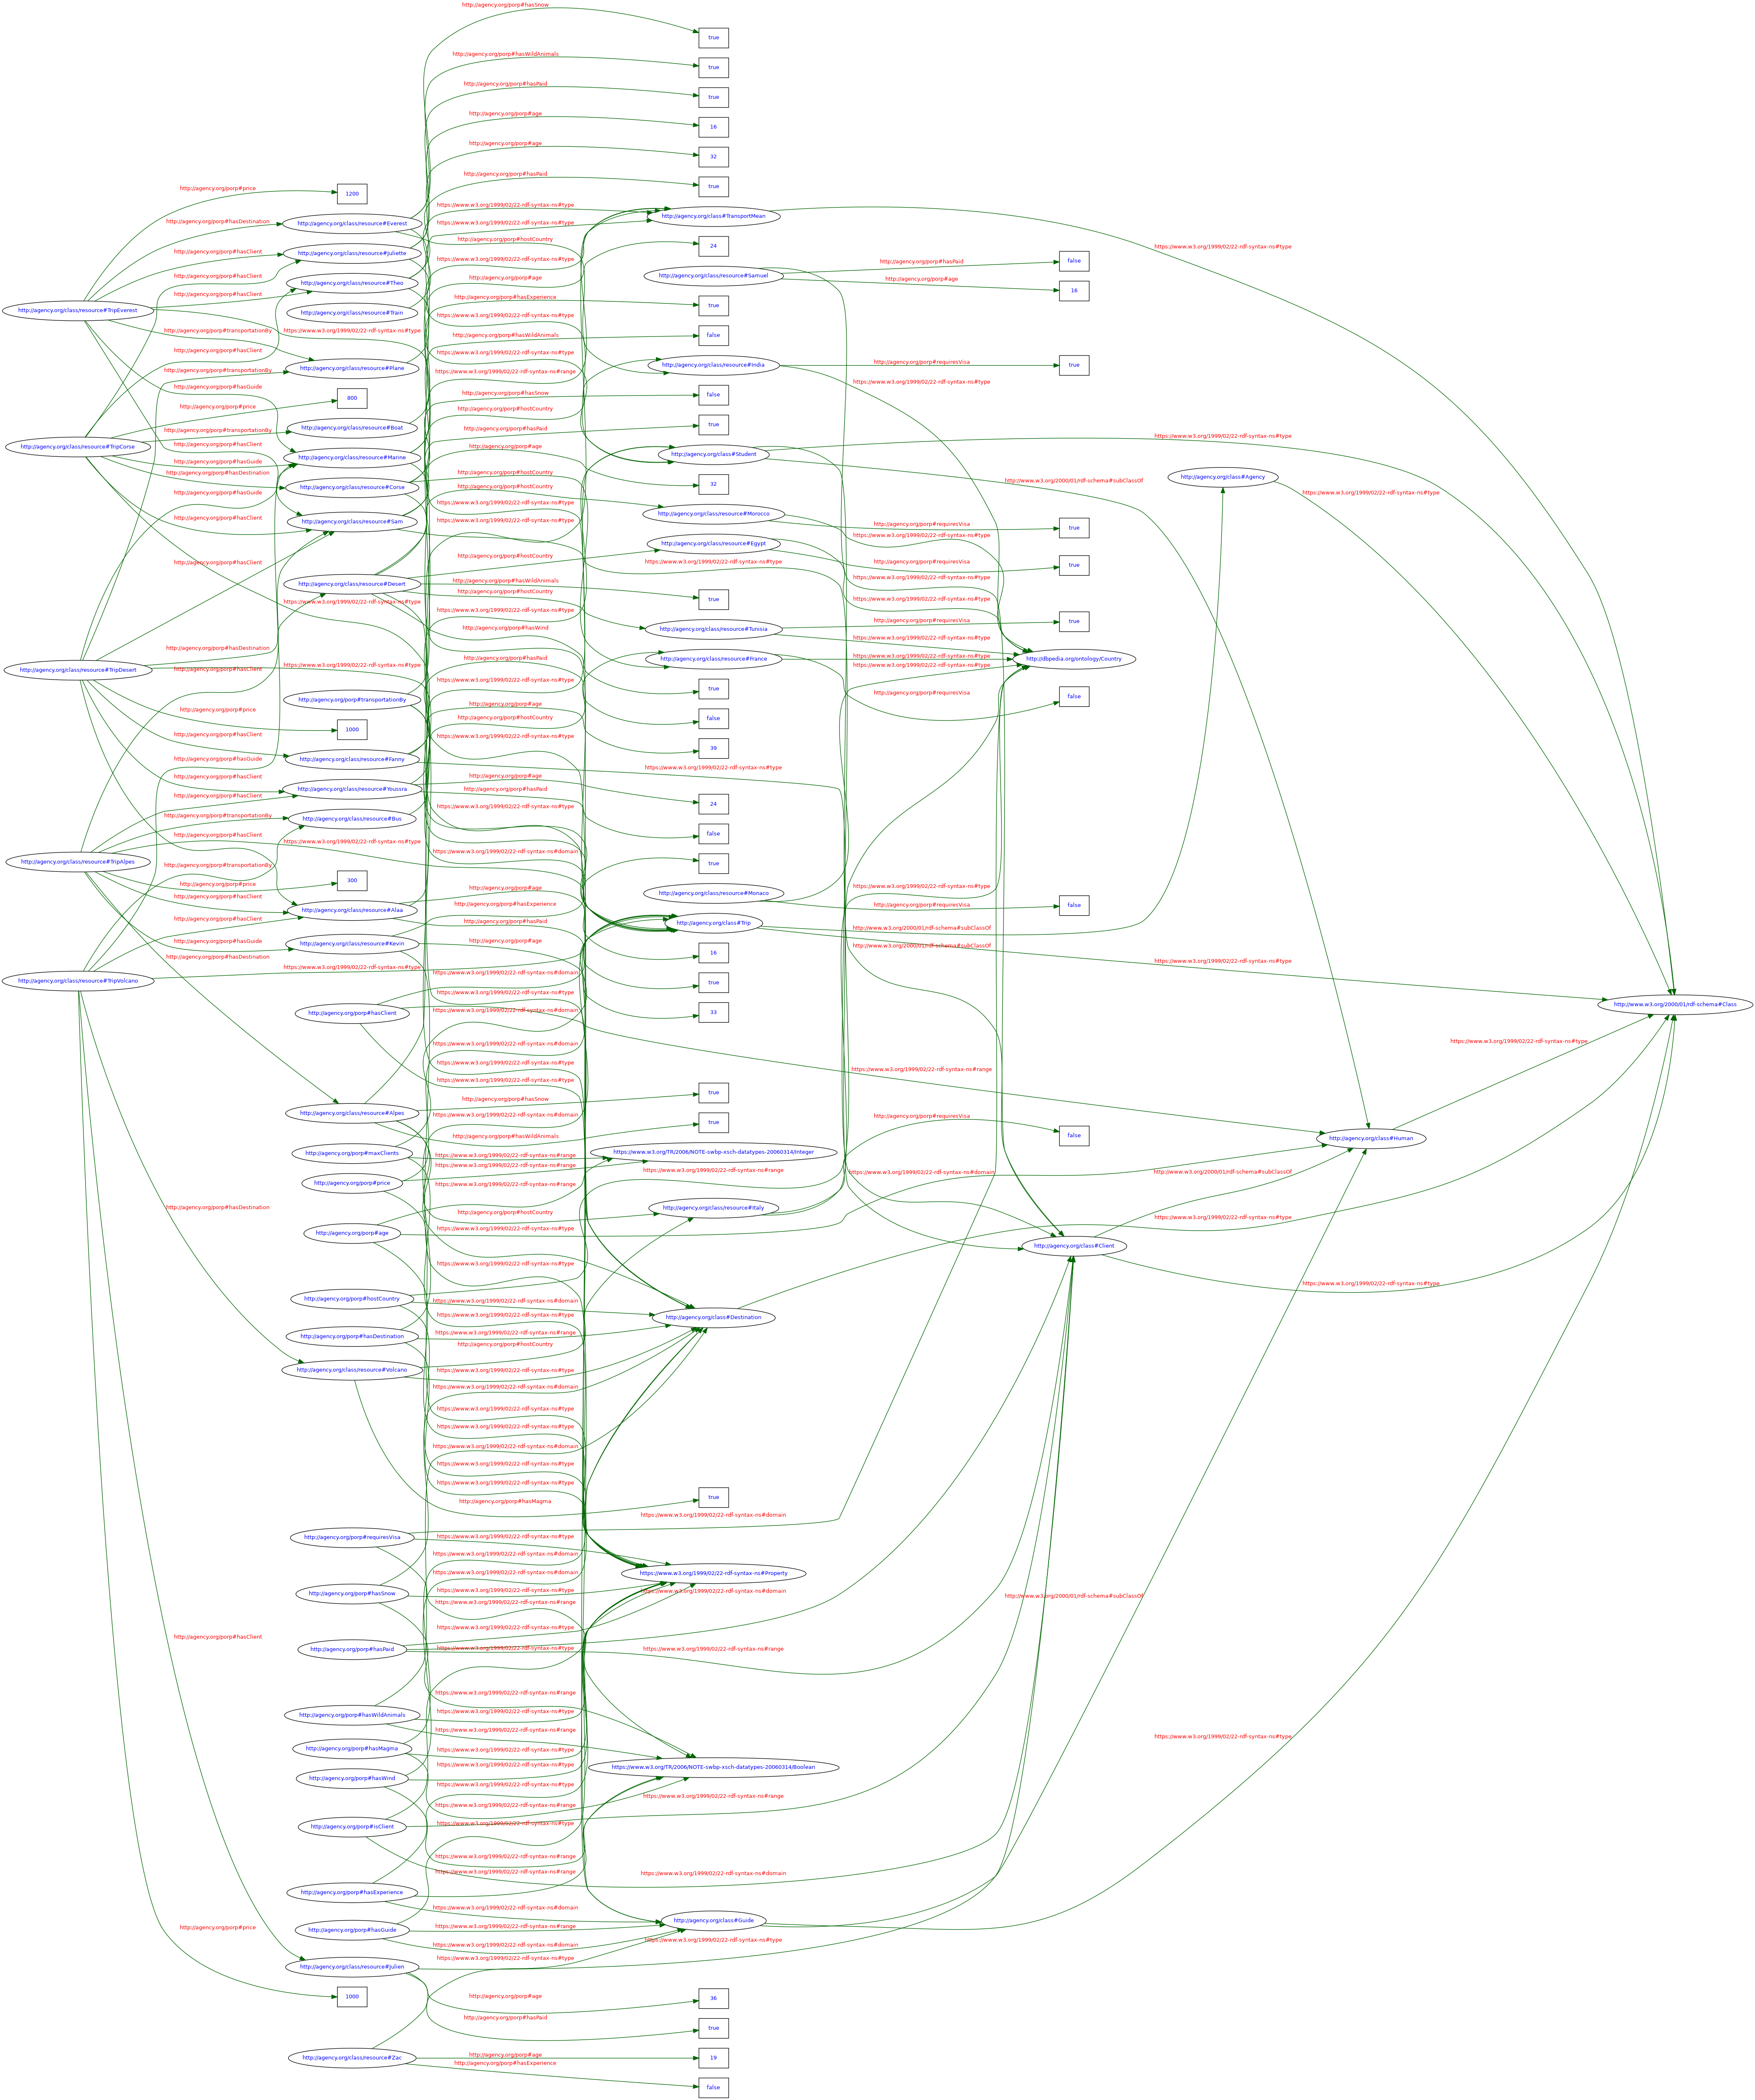 http://agency.org/class/resource#TripEverest
http://agency.org/class/resource#TripCorse
http://agency.org/class/resource#TripDesert
http://agency.org/class/resource#TripAlpes
http://agency.org/class/resource#TripVolcano
http://agency.org/porp#price
http://agency.org/porp#hasDestination
http://agency.org/porp#hasClient
http://agency.org/porp#hasClient
http://agency.org/porp#hasClient
https://www.w3.org/1999/02/22-rdf-syntax-ns#type
http://agency.org/porp#transportationBy
http://agency.org/porp#hasClient
http://agency.org/porp#transportationBy
http://agency.org/porp#hasGuide
http://agency.org/porp#price
http://agency.org/porp#transportationBy
http://agency.org/porp#hasClient
http://agency.org/porp#hasGuide
http://agency.org/porp#hasDestination
http://agency.org/porp#hasGuide
http://agency.org/porp#hasClient
http://agency.org/porp#hasClient
https://www.w3.org/1999/02/22-rdf-syntax-ns#type
http://agency.org/porp#hasDestination
https://www.w3.org/1999/02/22-rdf-syntax-ns#type
http://agency.org/porp#hasClient
http://agency.org/porp#price
http://agency.org/porp#hasClient
http://agency.org/porp#hasGuide
http://agency.org/porp#hasClient
http://agency.org/porp#hasClient
http://agency.org/porp#transportationBy
http://agency.org/porp#hasClient
https://www.w3.org/1999/02/22-rdf-syntax-ns#type
http://agency.org/porp#transportationBy
http://agency.org/porp#price
http://agency.org/porp#hasClient
http://agency.org/porp#hasClient
http://agency.org/porp#hasGuide
http://agency.org/porp#hasDestination
https://www.w3.org/1999/02/22-rdf-syntax-ns#type
http://agency.org/porp#hasDestination
http://agency.org/porp#hasClient
http://agency.org/porp#price
1200
http://agency.org/class/resource#Everest
http://agency.org/class/resource#Juliette
http://agency.org/class/resource#Theo
http://agency.org/class/resource#Train
http://agency.org/class/resource#Plane
800
http://agency.org/class/resource#Boat
http://agency.org/class/resource#Marine
http://agency.org/class/resource#Corse
http://agency.org/class/resource#Sam
http://agency.org/class/resource#Desert
http://agency.org/porp#transportationBy
1000
http://agency.org/class/resource#Fanny
http://agency.org/class/resource#Youssra
http://agency.org/class/resource#Bus
300
http://agency.org/class/resource#Alaa
http://agency.org/class/resource#Kevin
http://agency.org/porp#hasClient
http://agency.org/class/resource#Alpes
http://agency.org/porp#maxClients
http://agency.org/porp#price
http://agency.org/porp#age
http://agency.org/porp#hostCountry
http://agency.org/porp#hasDestination
http://agency.org/class/resource#Volcano
http://agency.org/porp#requiresVisa
http://agency.org/porp#hasSnow
http://agency.org/porp#hasPaid
http://agency.org/porp#hasWildAnimals
http://agency.org/porp#hasMagma
http://agency.org/porp#hasWind
http://agency.org/porp#isClient
http://agency.org/porp#hasExperience
http://agency.org/porp#hasGuide
http://agency.org/class/resource#Julien
1000
http://agency.org/class/resource#Zac
http://agency.org/porp#hasSnow
http://agency.org/porp#hasWildAnimals
http://agency.org/porp#hasPaid
http://agency.org/porp#age
http://agency.org/porp#age
http://agency.org/porp#hasPaid
https://www.w3.org/1999/02/22-rdf-syntax-ns#type
https://www.w3.org/1999/02/22-rdf-syntax-ns#type
http://agency.org/porp#hostCountry
https://www.w3.org/1999/02/22-rdf-syntax-ns#type
http://agency.org/porp#age
http://agency.org/porp#hasExperience
https://www.w3.org/1999/02/22-rdf-syntax-ns#type
http://agency.org/porp#hasWildAnimals
https://www.w3.org/1999/02/22-rdf-syntax-ns#type
https://www.w3.org/1999/02/22-rdf-syntax-ns#range
http://agency.org/porp#hasSnow
http://agency.org/porp#hostCountry
http://agency.org/porp#hasPaid
http://agency.org/porp#age
http://agency.org/porp#hostCountry
http://agency.org/porp#hostCountry
https://www.w3.org/1999/02/22-rdf-syntax-ns#type
https://www.w3.org/1999/02/22-rdf-syntax-ns#type
http://agency.org/porp#hostCountry
http://agency.org/porp#hasWildAnimals
http://agency.org/porp#hostCountry
https://www.w3.org/1999/02/22-rdf-syntax-ns#type
http://agency.org/porp#hasWind
http://agency.org/porp#hasPaid
https://www.w3.org/1999/02/22-rdf-syntax-ns#type
http://agency.org/porp#age
http://agency.org/porp#hostCountry
https://www.w3.org/1999/02/22-rdf-syntax-ns#type
http://agency.org/porp#age
http://agency.org/porp#hasPaid
https://www.w3.org/1999/02/22-rdf-syntax-ns#type
https://www.w3.org/1999/02/22-rdf-syntax-ns#domain
http://agency.org/porp#age
http://agency.org/porp#hasExperience
http://agency.org/porp#hasPaid
http://agency.org/porp#age
https://www.w3.org/1999/02/22-rdf-syntax-ns#domain
https://www.w3.org/1999/02/22-rdf-syntax-ns#type
https://www.w3.org/1999/02/22-rdf-syntax-ns#domain
https://www.w3.org/1999/02/22-rdf-syntax-ns#domain
https://www.w3.org/1999/02/22-rdf-syntax-ns#type
https://www.w3.org/1999/02/22-rdf-syntax-ns#type
http://agency.org/porp#hasSnow
https://www.w3.org/1999/02/22-rdf-syntax-ns#domain
http://agency.org/porp#hasWildAnimals
https://www.w3.org/1999/02/22-rdf-syntax-ns#range
https://www.w3.org/1999/02/22-rdf-syntax-ns#range
https://www.w3.org/1999/02/22-rdf-syntax-ns#range
http://agency.org/porp#hostCountry
https://www.w3.org/1999/02/22-rdf-syntax-ns#type
https://www.w3.org/1999/02/22-rdf-syntax-ns#type
https://www.w3.org/1999/02/22-rdf-syntax-ns#domain
https://www.w3.org/1999/02/22-rdf-syntax-ns#type
https://www.w3.org/1999/02/22-rdf-syntax-ns#range
http://agency.org/porp#hostCountry
https://www.w3.org/1999/02/22-rdf-syntax-ns#type
https://www.w3.org/1999/02/22-rdf-syntax-ns#domain
https://www.w3.org/1999/02/22-rdf-syntax-ns#type
https://www.w3.org/1999/02/22-rdf-syntax-ns#type
https://www.w3.org/1999/02/22-rdf-syntax-ns#domain
https://www.w3.org/1999/02/22-rdf-syntax-ns#type
https://www.w3.org/1999/02/22-rdf-syntax-ns#type
http://agency.org/porp#hasMagma
https://www.w3.org/1999/02/22-rdf-syntax-ns#type
https://www.w3.org/1999/02/22-rdf-syntax-ns#domain
https://www.w3.org/1999/02/22-rdf-syntax-ns#domain
https://www.w3.org/1999/02/22-rdf-syntax-ns#type
https://www.w3.org/1999/02/22-rdf-syntax-ns#range
https://www.w3.org/1999/02/22-rdf-syntax-ns#type
https://www.w3.org/1999/02/22-rdf-syntax-ns#type
https://www.w3.org/1999/02/22-rdf-syntax-ns#range
https://www.w3.org/1999/02/22-rdf-syntax-ns#type
https://www.w3.org/1999/02/22-rdf-syntax-ns#range
https://www.w3.org/1999/02/22-rdf-syntax-ns#type
https://www.w3.org/1999/02/22-rdf-syntax-ns#type
https://www.w3.org/1999/02/22-rdf-syntax-ns#type
https://www.w3.org/1999/02/22-rdf-syntax-ns#range
https://www.w3.org/1999/02/22-rdf-syntax-ns#type
https://www.w3.org/1999/02/22-rdf-syntax-ns#range
https://www.w3.org/1999/02/22-rdf-syntax-ns#range
https://www.w3.org/1999/02/22-rdf-syntax-ns#domain
https://www.w3.org/1999/02/22-rdf-syntax-ns#range
https://www.w3.org/1999/02/22-rdf-syntax-ns#domain
https://www.w3.org/1999/02/22-rdf-syntax-ns#type
http://agency.org/porp#age
http://agency.org/porp#hasPaid
http://agency.org/porp#age
http://agency.org/porp#hasExperience
true
true
true
16
32
true
http://agency.org/class#TransportMean
24
http://agency.org/class/resource#Samuel
true
false
http://agency.org/class/resource#India
false
true
http://agency.org/class#Student
32
http://agency.org/class/resource#Morocco
http://agency.org/class/resource#Egypt
https://www.w3.org/1999/02/22-rdf-syntax-ns#type
true
http://agency.org/class/resource#Tunisia
http://agency.org/class/resource#France
true
false
39
https://www.w3.org/1999/02/22-rdf-syntax-ns#type
24
false
true
http://agency.org/class/resource#Monaco
http://agency.org/class#Trip
16
true
33
true
true
https://www.w3.org/TR/2006/NOTE-swbp-xsch-datatypes-20060314/Integer
https://www.w3.org/1999/02/22-rdf-syntax-ns#range
http://agency.org/class/resource#Italy
http://agency.org/class#Destination
true
https://www.w3.org/1999/02/22-rdf-syntax-ns#domain
https://www.w3.org/1999/02/22-rdf-syntax-ns#Property
https://www.w3.org/1999/02/22-rdf-syntax-ns#domain
https://www.w3.org/1999/02/22-rdf-syntax-ns#range
https://www.w3.org/TR/2006/NOTE-swbp-xsch-datatypes-20060314/Boolean
https://www.w3.org/1999/02/22-rdf-syntax-ns#range
https://www.w3.org/1999/02/22-rdf-syntax-ns#domain
http://agency.org/class#Guide
https://www.w3.org/1999/02/22-rdf-syntax-ns#type
36
true
19
false
http://agency.org/porp#hasPaid
http://agency.org/porp#age
http://agency.org/porp#requiresVisa
https://www.w3.org/1999/02/22-rdf-syntax-ns#type
http://agency.org/porp#requiresVisa
https://www.w3.org/1999/02/22-rdf-syntax-ns#type
http://agency.org/porp#requiresVisa
https://www.w3.org/1999/02/22-rdf-syntax-ns#type
https://www.w3.org/1999/02/22-rdf-syntax-ns#type
http://agency.org/porp#requiresVisa
https://www.w3.org/1999/02/22-rdf-syntax-ns#type
https://www.w3.org/1999/02/22-rdf-syntax-ns#type
https://www.w3.org/1999/02/22-rdf-syntax-ns#type
http://agency.org/porp#requiresVisa
https://www.w3.org/1999/02/22-rdf-syntax-ns#type
http://agency.org/porp#requiresVisa
http://www.w3.org/2000/01/rdf-schema#subClassOf
http://www.w3.org/2000/01/rdf-schema#subClassOf
https://www.w3.org/1999/02/22-rdf-syntax-ns#range
http://agency.org/porp#requiresVisa
https://www.w3.org/1999/02/22-rdf-syntax-ns#domain
false
16
true
http://www.w3.org/2000/01/rdf-schema#subClassOf
true
true
true
http://dbpedia.org/ontology/Country
false
false
false
http://agency.org/class#Client
http://www.w3.org/2000/01/rdf-schema#subClassOf
https://www.w3.org/1999/02/22-rdf-syntax-ns#type
https://www.w3.org/1999/02/22-rdf-syntax-ns#type
http://agency.org/class#Agency
https://www.w3.org/1999/02/22-rdf-syntax-ns#type
http://www.w3.org/2000/01/rdf-schema#subClassOf
https://www.w3.org/1999/02/22-rdf-syntax-ns#type
https://www.w3.org/1999/02/22-rdf-syntax-ns#type
https://www.w3.org/1999/02/22-rdf-syntax-ns#type
http://agency.org/class#Human
https://www.w3.org/1999/02/22-rdf-syntax-ns#type
https://www.w3.org/1999/02/22-rdf-syntax-ns#type
http://www.w3.org/2000/01/rdf-schema#Class